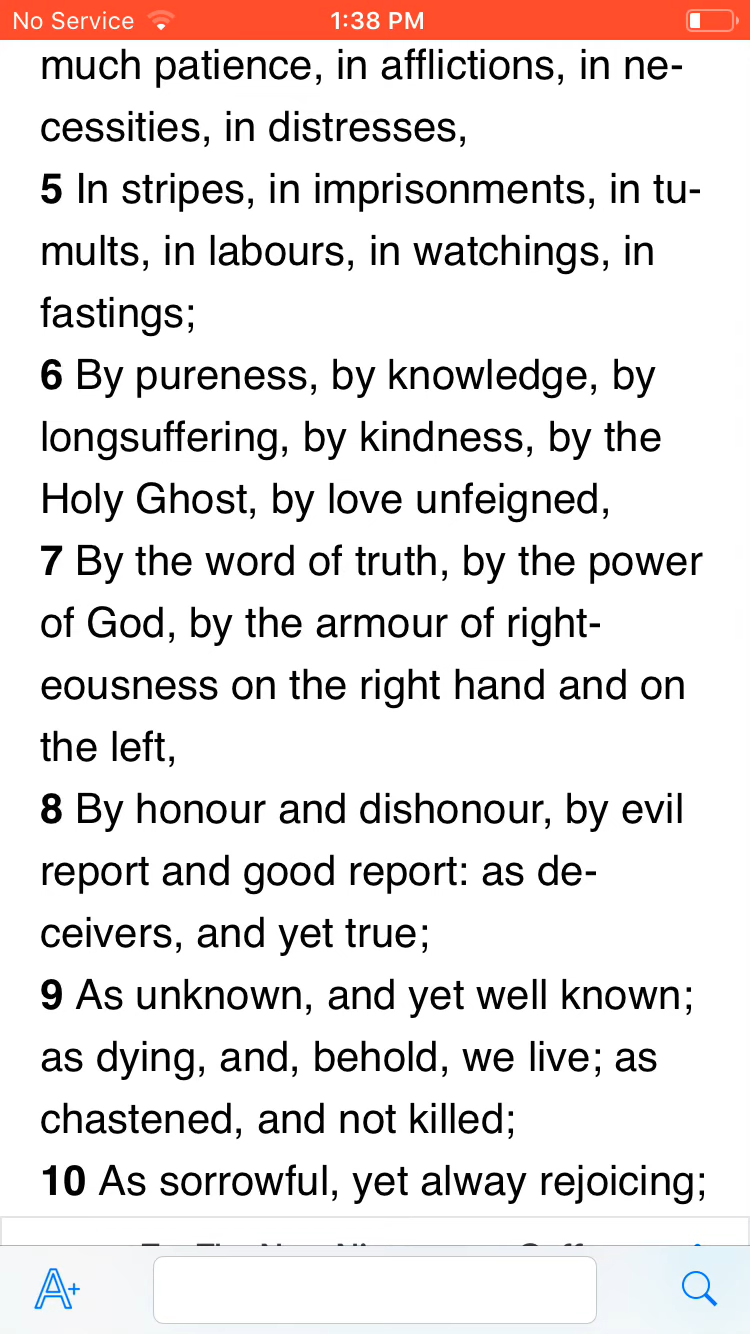 No Service 1:38 PM
much patience, in afflictions, in ne-
cessities, in distresses,
5 In stripes, in imprisonments, in tu-
mults, in labours, in watchings, in
fastings;
6 By pureness, by knowledge, by
longsuffering, by kindness, by the
Holy Ghost, by love unfeigned,
7 By the word of truth, by the power
of God, by the armour of right-
eousness on the right hand and on
the left,
8 By honour and dishonour, by evil
report and good report: as de-
ceivers, and yet true;
9 As unknown, and yet well known;
as dying, and, behold, we live; as
chastened, and not killed;
10 As sorrowful, yet alway rejoicing;
A+